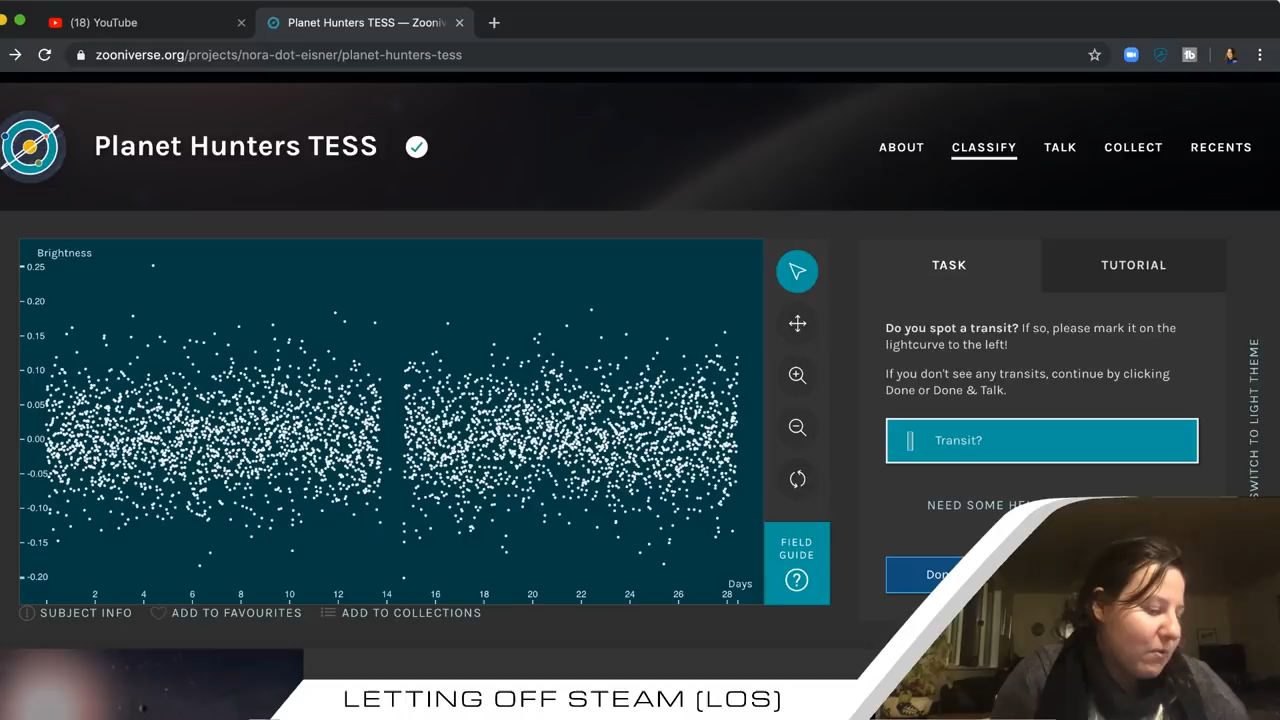 (18) YouTube
Planet Hunters TESS — Zooniv
zooniverse.org/projects/nora-dot-eisner/planet-hunters-tess
Planet Hunters TESS
ABOUT CLASSIFY TALK COLLECT RECENTS
Brightness
0.25
0.20
0.15
0.10
0.05
0.00
-0.05
-0.10
-0.15
-0.20
2 4 6 8 10 12 14 16 18 20 22 24 26 28
Days
FIELD
GUIDE
?
SUBJECT INFO ADD TO FAVOURITES ADD TO COLLECTIONS
TASK TUTORIAL
Do you spot a transit? If so, please mark it on the
lightcurve to the left!
If you don't see any transits, continue by clicking
Done or Done & Talk.
Transit?
NEED SOME HE
Don
SWITCH TO LIGHT THEME
LETTING OFF STEAM (LOS)